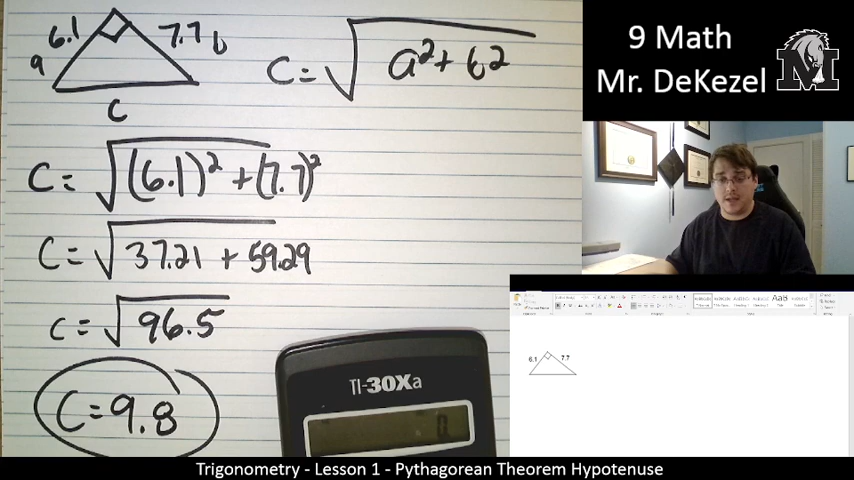 6.1
7.7 b
a
c
C = √a²+b²
C = √(6.1)² + (7.7)²
C = √37.21 + 59.29
C = √96.5
C = 9.8
TI-30Xa
0.
9 Math
Mr. DeKezel
M
6.1
7.7
Trigonometry - Lesson 1 - Pythagorean Theorem Hypotenuse